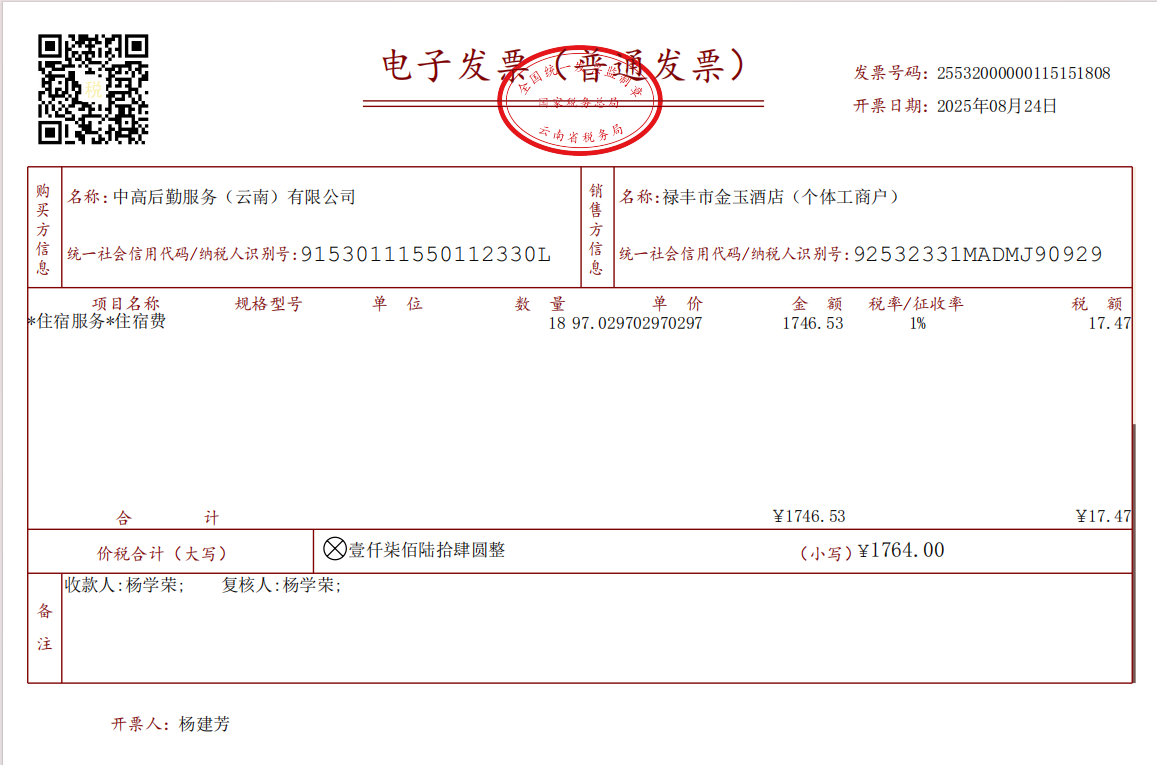 电子发票（普通发票）
全国统一发票监制章
国家税务总局
云南省税务局
税
发票号码：25532000000115151808
开票日期：2025年08月24日
购买方信息
名称：中高后勤服务（云南）有限公司
统一社会信用代码/纳税人识别号：91530111550112330L
销售方信息
名称：禄丰市金玉酒店（个体工商户）
统一社会信用代码/纳税人识别号：92532331MADMJ90929
项目名称 规格型号 单 位 数 量 单 价 金 额 税率/征收率 税 额
*住宿服务*住宿费 18 97.029702970297 1746.53 1% 17.47
合 计 ¥1746.53 ¥17.47
价税合计（大写） ⊗壹仟柒佰陆拾肆圆整 （小写）¥1764.00
备注
收款人:杨学荣; 复核人:杨学荣;
开票人：杨建芳